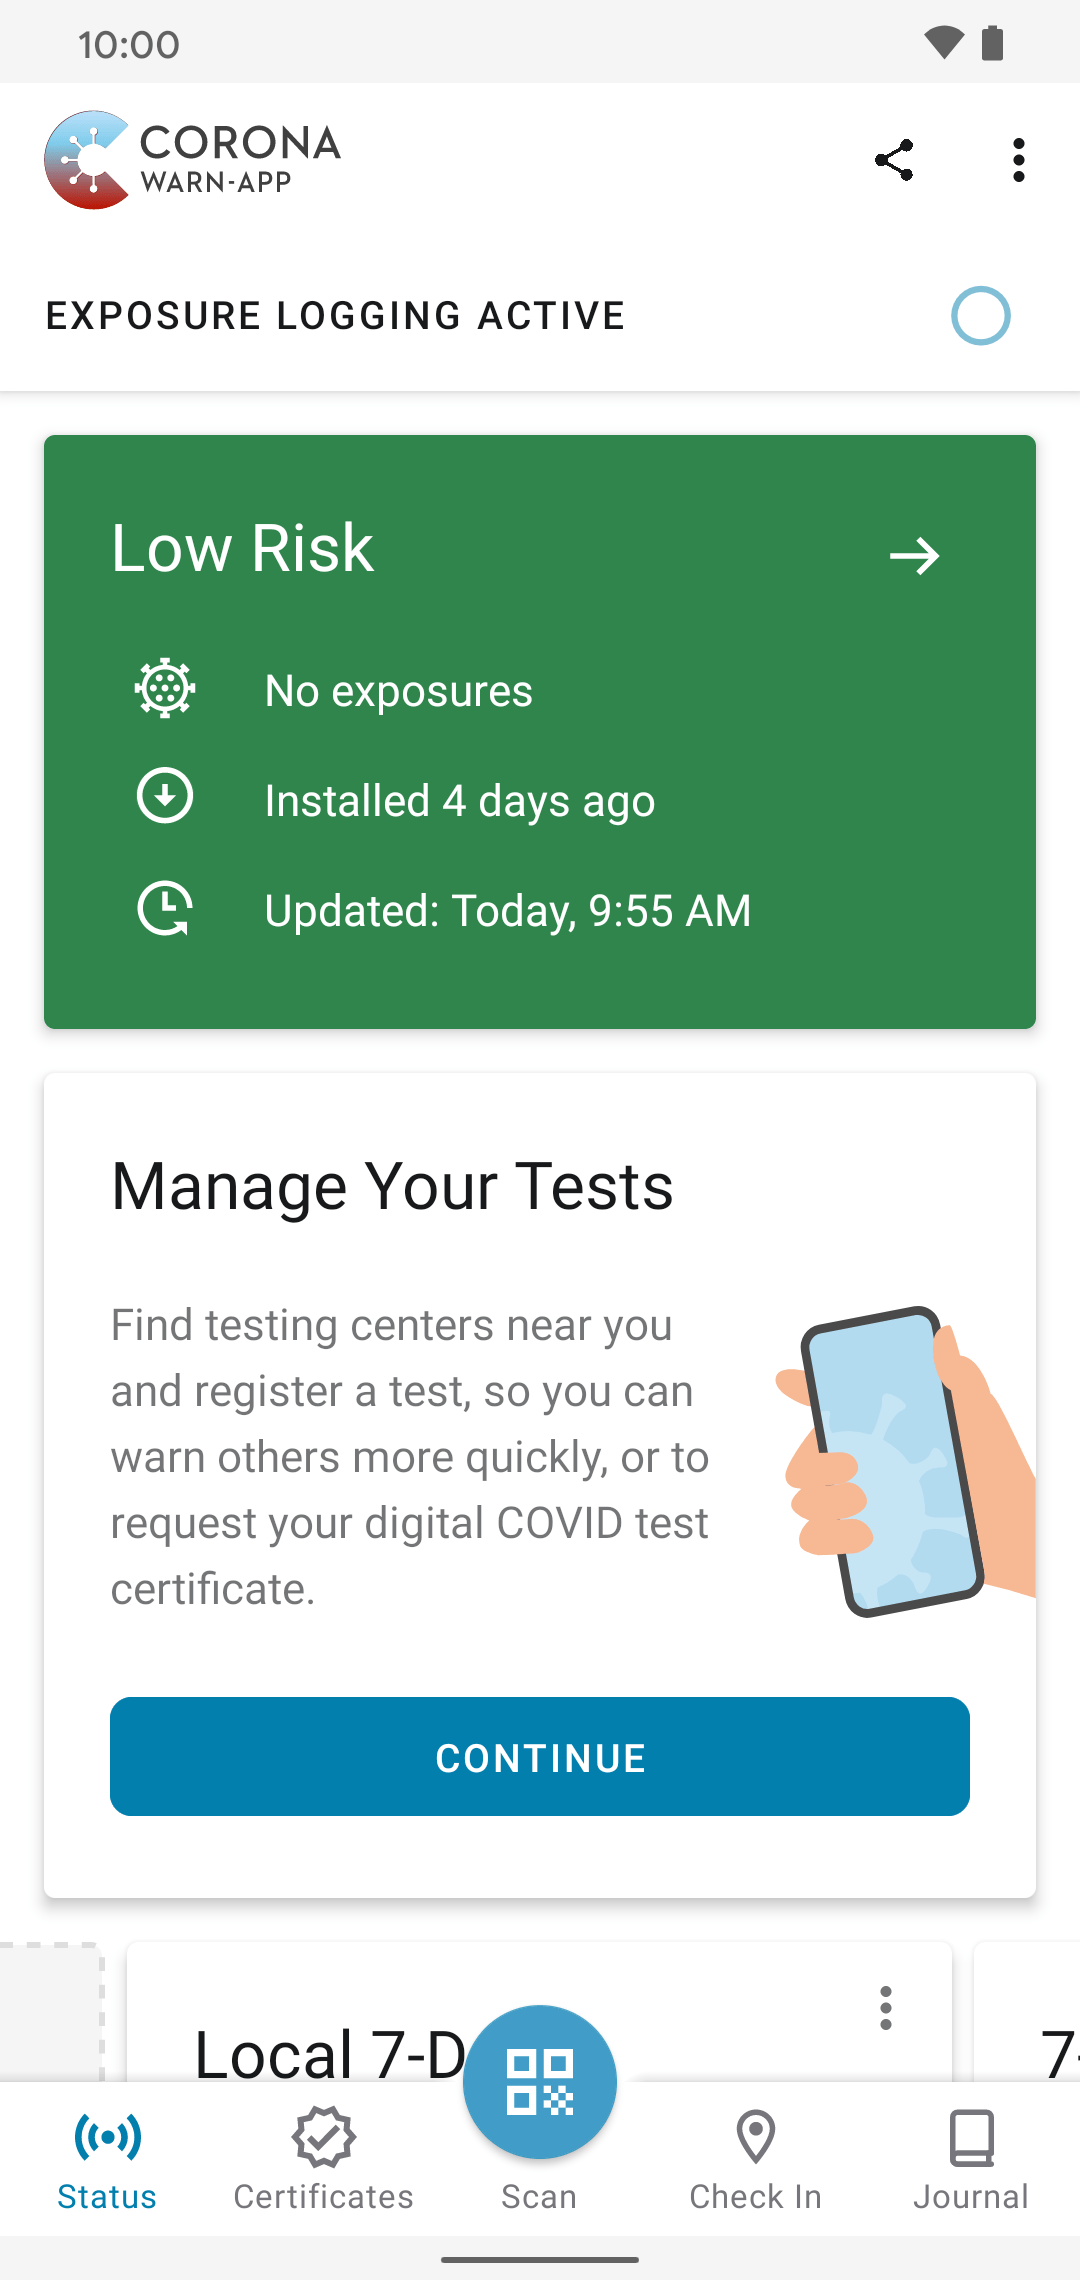 10:00
CORONA
WARN-APP
EXPOSURE LOGGING ACTIVE
Low Risk
No exposures
Installed 4 days ago
Updated: Today, 9:55 AM
Manage Your Tests
Find testing centers near you
and register a test, so you can
warn others more quickly, or to
request your digital COVID test
certificate.
CONTINUE
Local 7-D
7-
Status
Certificates
Scan
Check In
Journal